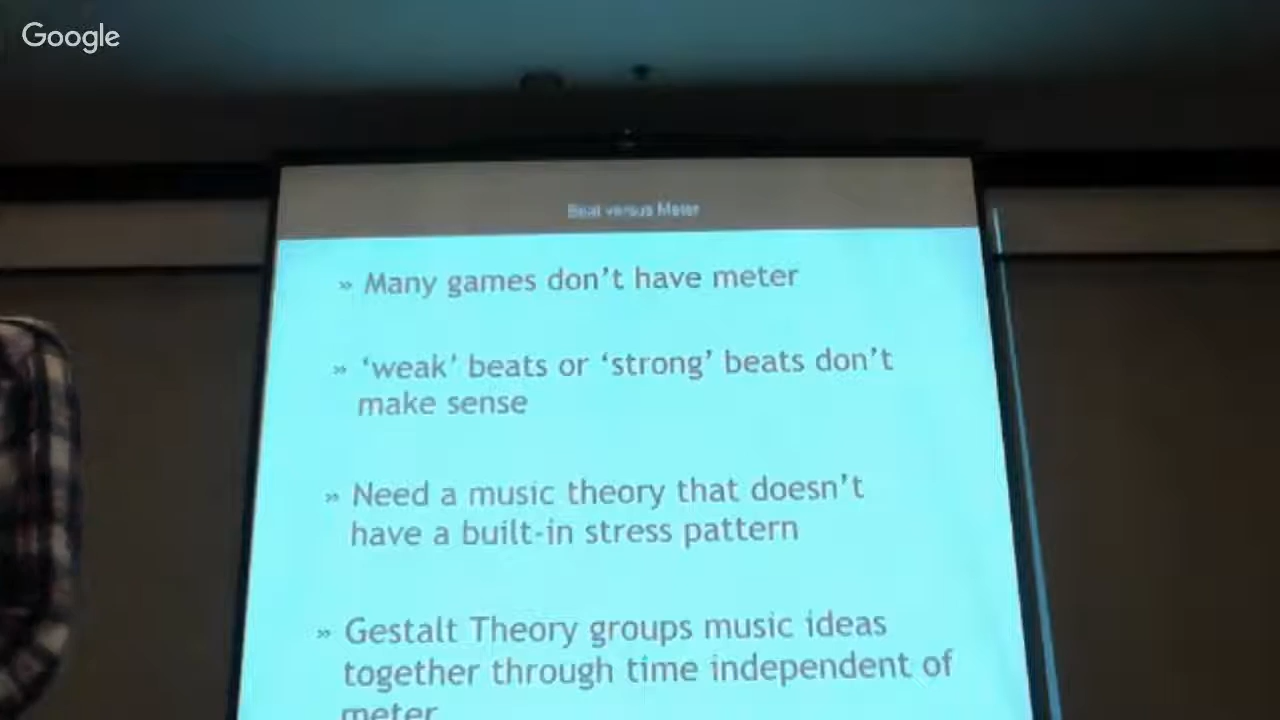 Google
Beat versus Meter
» Many games don't have meter
» 'weak' beats or 'strong' beats don't
make sense
» Need a music theory that doesn't
have a built-in stress pattern
» Gestalt Theory groups music ideas
together through time independent of
meter